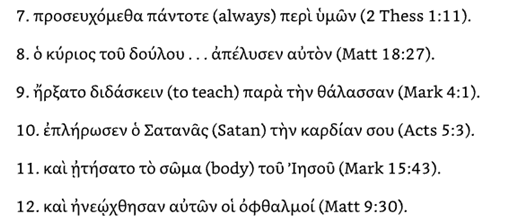 7. προσευχόμεθα πάντοτε (always) περὶ ὑμῶν (2 Thess 1:11).
8. ὁ κύριος τοῦ δούλου . . . ἀπέλυσεν αὐτὸν (Matt 18:27).
9. ἤρξατο διδάσκειν (to teach) παρὰ τὴν θάλασσαν (Mark 4:1).
10. ἐπλήρωσεν ὁ Σατανᾶς (Satan) τὴν καρδίαν σου (Acts 5:3).
11. καὶ ᾐτήσατο τὸ σῶμα (body) τοῦ Ἰησοῦ (Mark 15:43).
12. καὶ ἠνεῴχθησαν αὐτῶν οἱ ὀφθαλμοί (Matt 9:30).